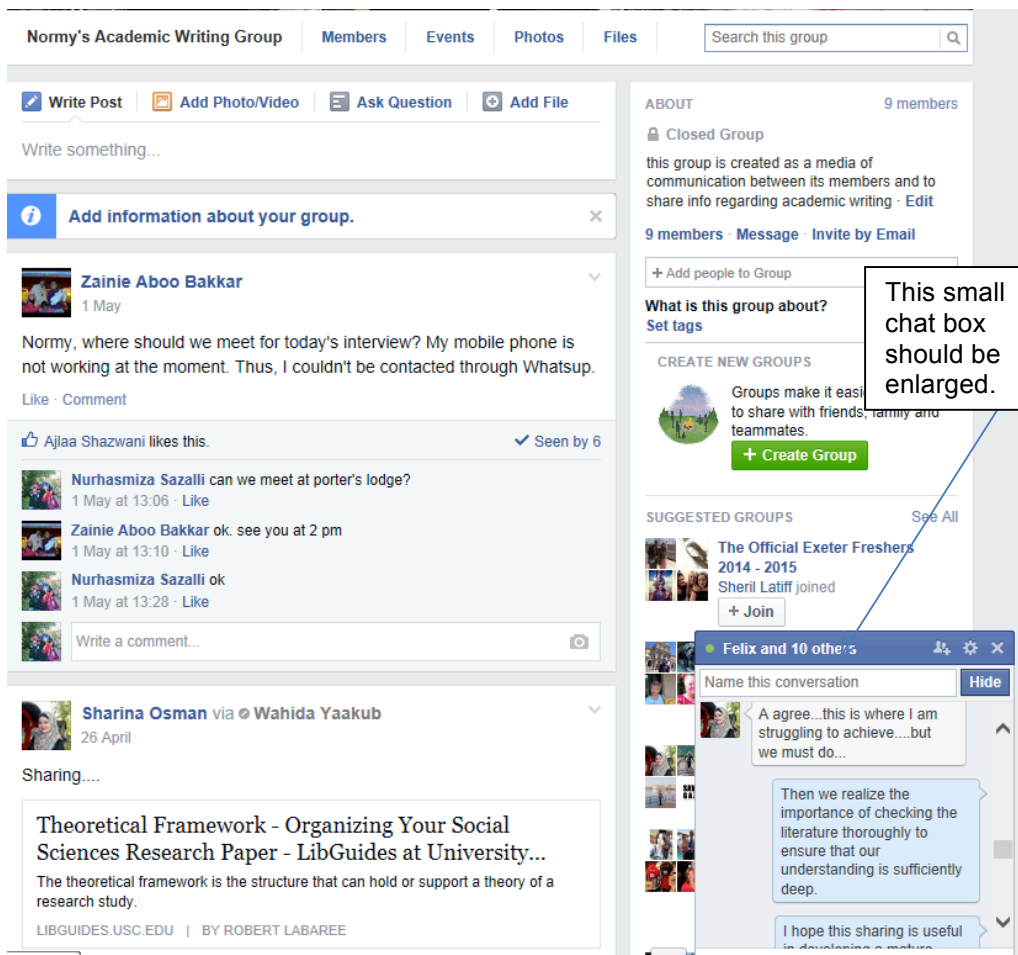 Normy's Academic Writing Group Members Events Photos Files Search this group
Write Post Add Photo/Video Ask Question Add File
Write something...
Add information about your group.
Zainie Aboo Bakkar
1 May
Normy, where should we meet for today's interview? My mobile phone is
not working at the moment. Thus, I couldn't be contacted through Whatsup.
Like · Comment
Ajlaa Shazwani likes this. Seen by 6
Nurhasmiza Sazalli can we meet at porter's lodge?
1 May at 13:06 · Like
Zainie Aboo Bakkar ok. see you at 2 pm
1 May at 13:10 · Like
Nurhasmiza Sazalli ok
1 May at 13:28 · Like
Write a comment...
Sharina Osman via Wahida Yaakub
26 April
Sharing....
Theoretical Framework - Organizing Your Social
Sciences Research Paper - LibGuides at University...
The theoretical framework is the structure that can hold or support a theory of a
research study.
LIBGUIDES.USC.EDU | BY ROBERT LABAREE
ABOUT 9 members
Closed Group
this group is created as a media of
communication between its members and to
share info regarding academic writing · Edit
9 members · Message · Invite by Email
+ Add people to Group
What is this group about?
Set tags
This small
chat box
should be
enlarged.
CREATE NEW GROUPS
Groups make it easi
to share with friends, family and
teammates.
+ Create Group
SUGGESTED GROUPS See All
The Official Exeter Freshers
2014 - 2015
Sheril Latiff joined
+ Join
Felix and 10 others
Name this conversation Hide
A agree...this is where I am
struggling to achieve....but
we must do...
Then we realize the
importance of checking the
literature thoroughly to
ensure that our
understanding is sufficiently
deep.
I hope this sharing is useful
in developing a mature